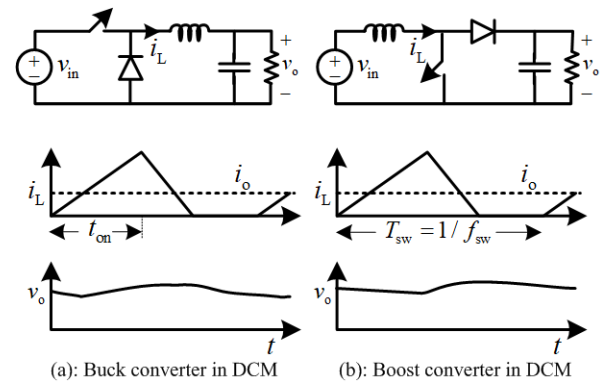 v_in i_L + v_o −
v_in i_L + v_o −
i_L i_o
t_on
i_L i_o
T_sw = 1/ f_sw
v_o t
v_o t
(a): Buck converter in DCM (b): Boost converter in DCM